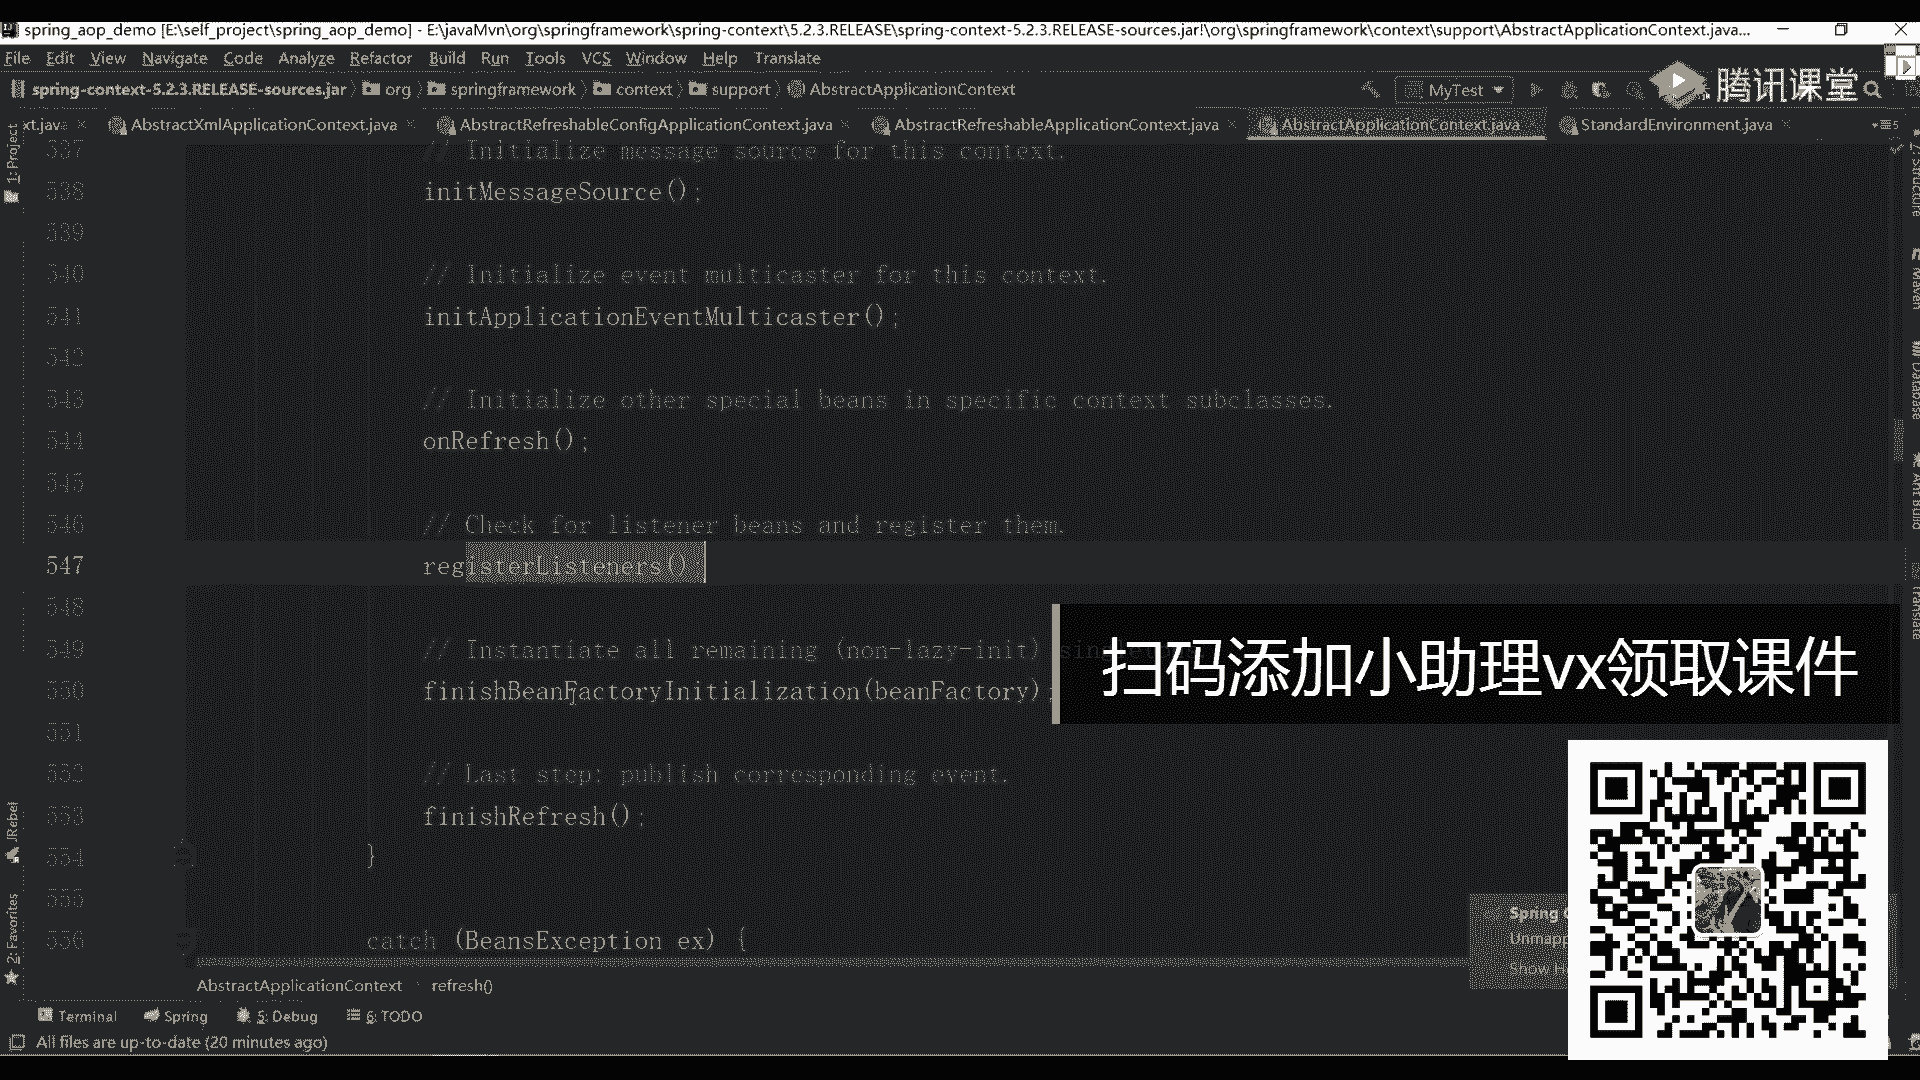 spring_aop_demo [E:\self_project\spring_aop_demo] - E:\javaMvn\org\springframework\spring-context\5.2.3.RELEASE\spring-context-5.2.3.RELEASE-sources.jar!\org\springframework\context\support\AbstractApplicationContext.java...
File Edit View Navigate Code Analyze Refactor Build Run Tools VCS Window Help Translate
spring-context-5.2.3.RELEASE-sources.jar org springframework context support AbstractApplicationContext
MyTest
腾讯课堂
xt.java AbstractXmlApplicationContext.java AbstractRefreshableConfigApplicationContext.java AbstractRefreshableApplicationContext.java AbstractApplicationContext.java StandardEnvironment.java
1: Project
537 // Initialize message source for this context.
538 initMessageSource();
539
540 // Initialize event multicaster for this context.
541 initApplicationEventMulticaster();
542
543 // Initialize other special beans in specific context subclasses.
544 onRefresh();
545
546 // Check for listener beans and register them.
547 registerListeners();
548
549 // Instantiate all remaining (non-lazy-init)
550 finishBeanFactoryInitialization(beanFactory);
551
552 // Last step: publish corresponding event.
553 finishRefresh();
554 }
555
556 catch (BeansException ex) {
扫码添加小助理vx领取课件
Z: Structure
Maven
Database
Ant Build
Translate
JRebel
2: Favorites
Spring
Unmapp
Show H
AbstractApplicationContext refresh()
Terminal Spring 5: Debug 6: TODO
All files are up-to-date (20 minutes ago)